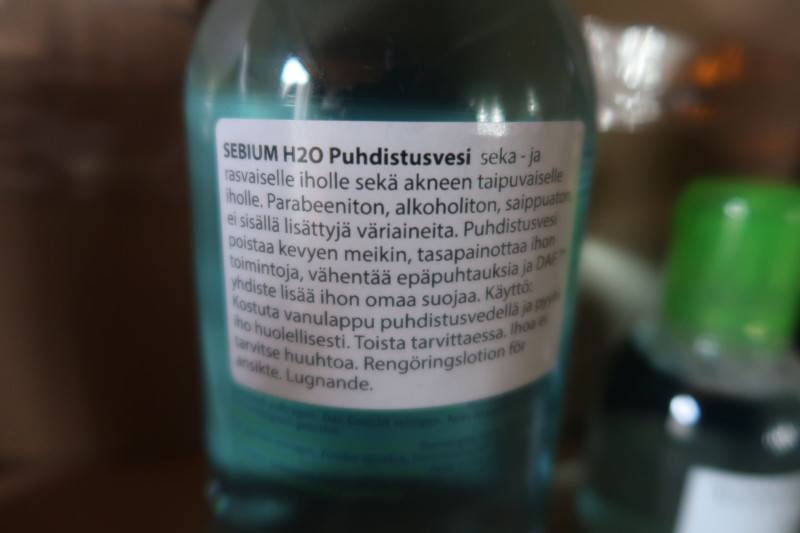 SEBIUM H2O Puhdistusvesi seka - ja
rasvaiselle iholle sekä akneen taipuvaiselle
iholle. Parabeeniton, alkoholiton, saippuaton,
ei sisällä lisättyjä väriaineita. Puhdistusvesi
poistaa kevyen meikin, tasapainottaa ihon
toimintoja, vähentää epäpuhtauksia ja DAF™
yhdiste lisää ihon omaa suojaa. Käyttö:
Kostuta vanulappu puhdistusvedellä ja pyyhi
iho huolellisesti. Toista tarvittaessa. Ihoa ei
tarvitse huuhtoa. Rengöringslotion för
ansikte. Lugnande.